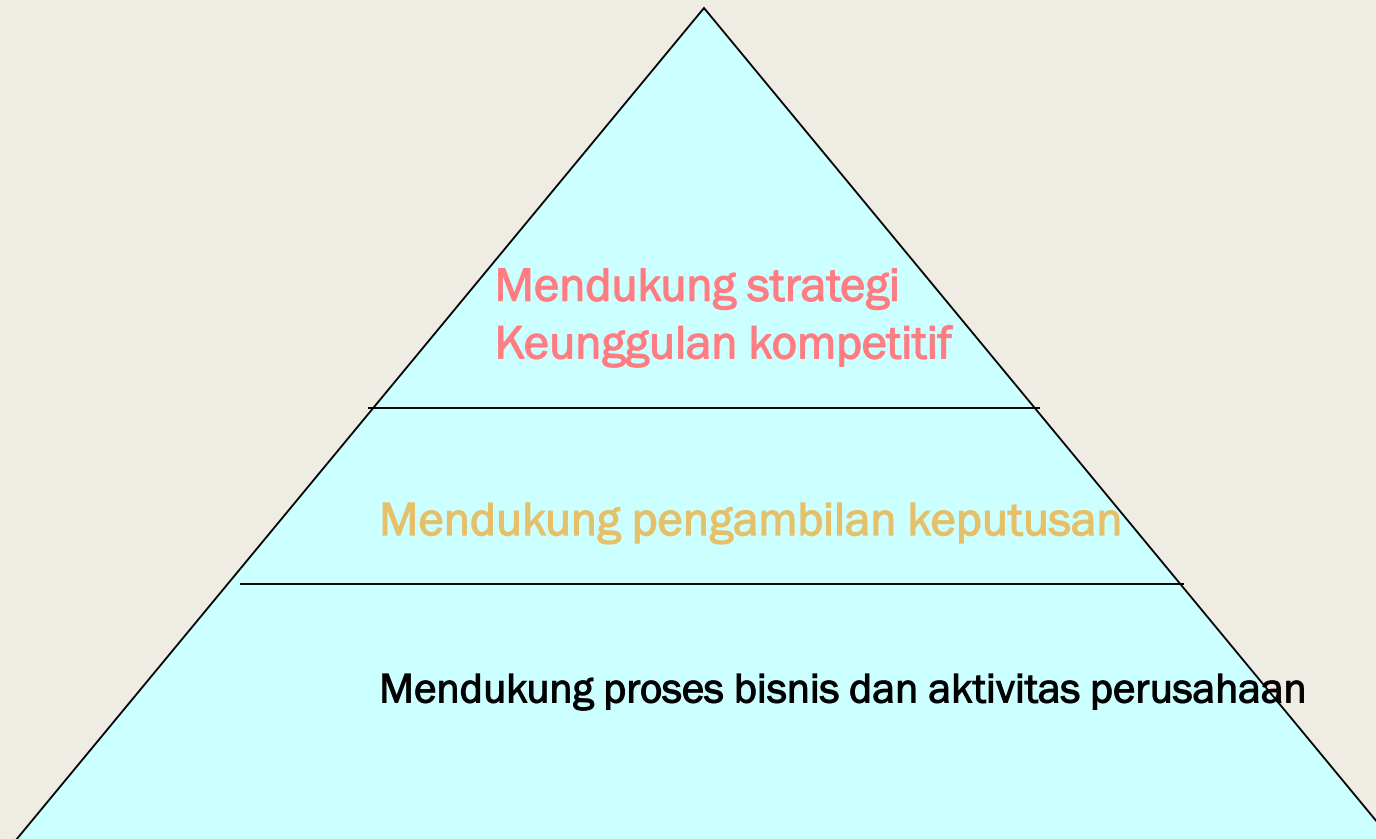 Mendukung strategi
Keunggulan kompetitif
Mendukung pengambilan keputusan
Mendukung proses bisnis dan aktivitas perusahaan